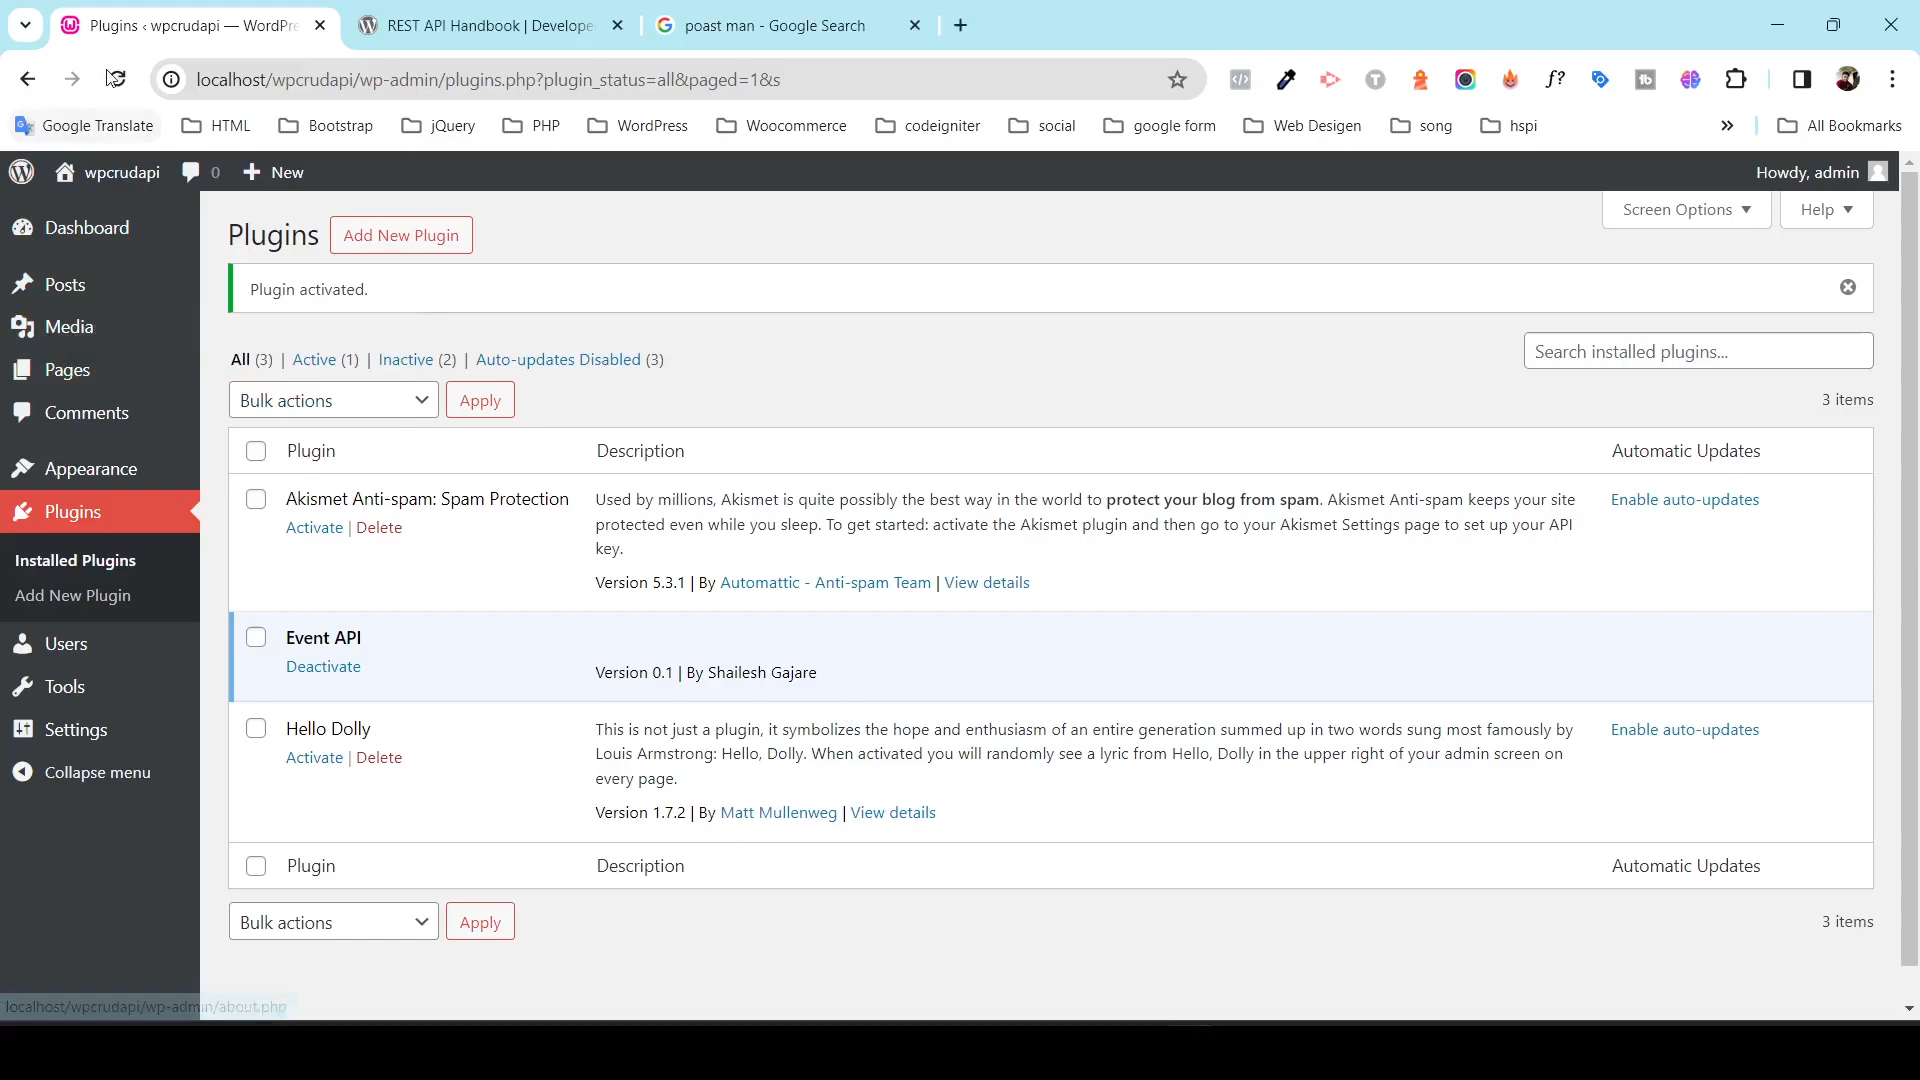 Plugins ‹ wpcrudapi — WordPre
REST API Handbook | Develope
poast man - Google Search
localhost/wpcrudapi/wp-admin/plugins.php?plugin_status=all&paged=1&s
Google Translate
HTML
Bootstrap
jQuery
PHP
WordPress
Woocommerce
codeigniter
social
google form
Web Desigen
song
hspi
All Bookmarks
wpcrudapi
0
New
Howdy, admin
Dashboard
Posts
Media
Pages
Comments
Appearance
Plugins
Installed Plugins
Add New Plugin
Users
Tools
Settings
Collapse menu
Screen Options
Help
Plugins
Add New Plugin
Plugin activated.
All (3) | Active (1) | Inactive (2) | Auto-updates Disabled (3)
Search installed plugins...
Bulk actions
Apply
3 items
Plugin
Description
Automatic Updates
Akismet Anti-spam: Spam Protection
Activate | Delete
Used by millions, Akismet is quite possibly the best way in the world to protect your blog from spam. Akismet Anti-spam keeps your site
protected even while you sleep. To get started: activate the Akismet plugin and then go to your Akismet Settings page to set up your API
key.
Version 5.3.1 | By Automattic - Anti-spam Team | View details
Enable auto-updates
Event API
Deactivate
Version 0.1 | By Shailesh Gajare
Hello Dolly
Activate | Delete
This is not just a plugin, it symbolizes the hope and enthusiasm of an entire generation summed up in two words sung most famously by
Louis Armstrong: Hello, Dolly. When activated you will randomly see a lyric from Hello, Dolly in the upper right of your admin screen on
every page.
Version 1.7.2 | By Matt Mullenweg | View details
Enable auto-updates
Plugin
Description
Automatic Updates
Bulk actions
Apply
3 items
localhost/wpcrudapi/wp-admin/about.php